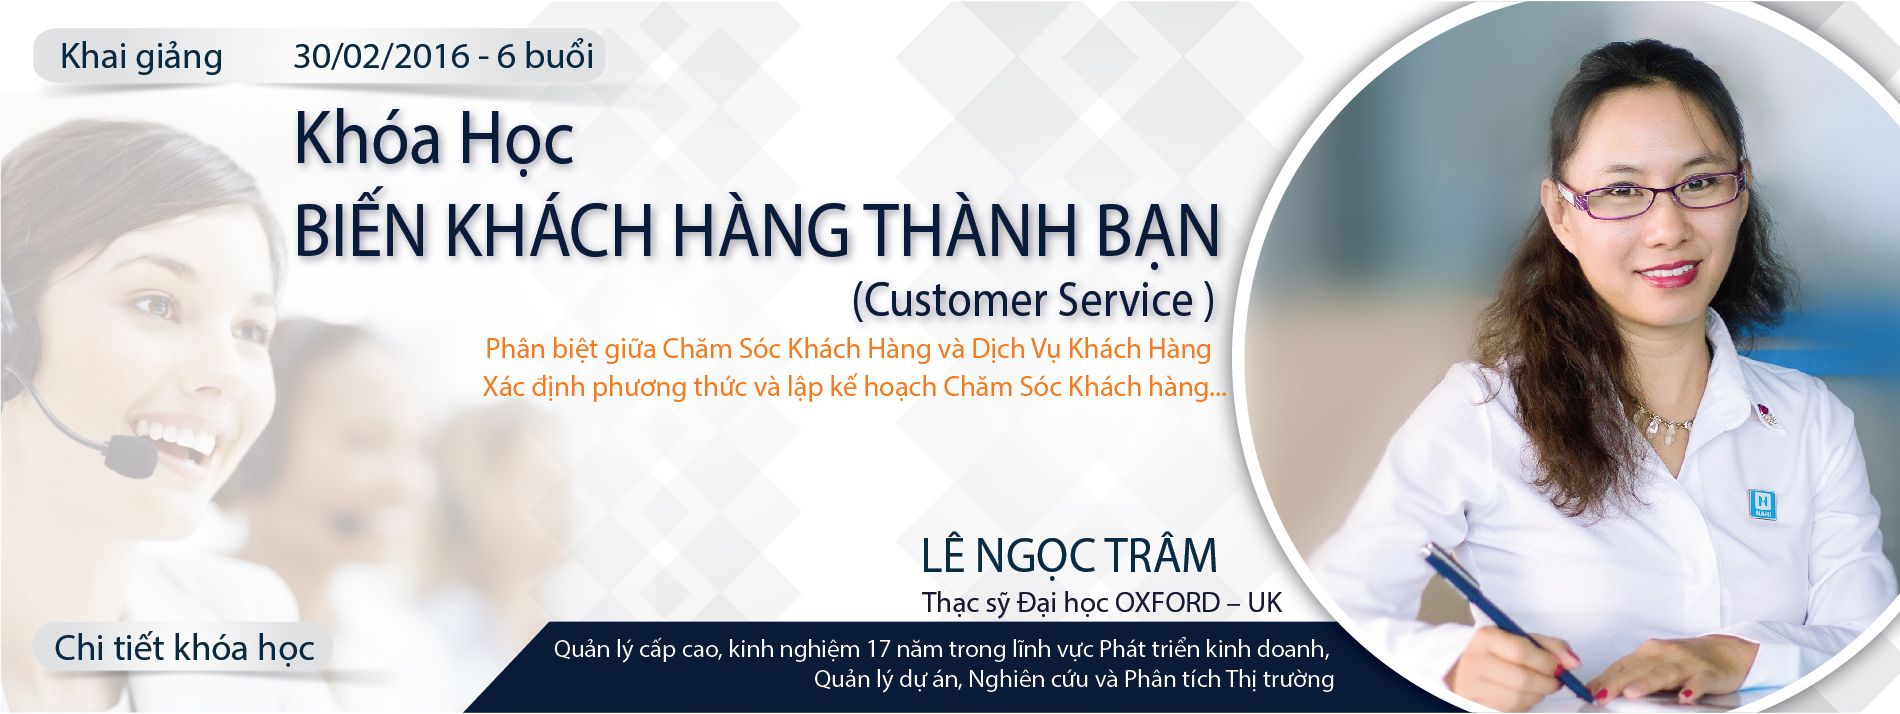 Khai giảng 30/02/2016 - 6 buổi
Khóa Học
BIẾN KHÁCH HÀNG THÀNH BẠN
(Customer Service )
Phân biệt giữa Chăm Sóc Khách Hàng và Dịch Vụ Khách Hàng
Xác định phương thức và lập kế hoạch Chăm Sóc Khách hàng...
LÊ NGỌC TRÂM
Thạc sỹ Đại học OXFORD – UK
Chi tiết khóa học
Quản lý cấp cao, kinh nghiệm 17 năm trong lĩnh vực Phát triển kinh doanh,
Quản lý dự án, Nghiên cứu và Phân tích Thị trường
N
NAHI